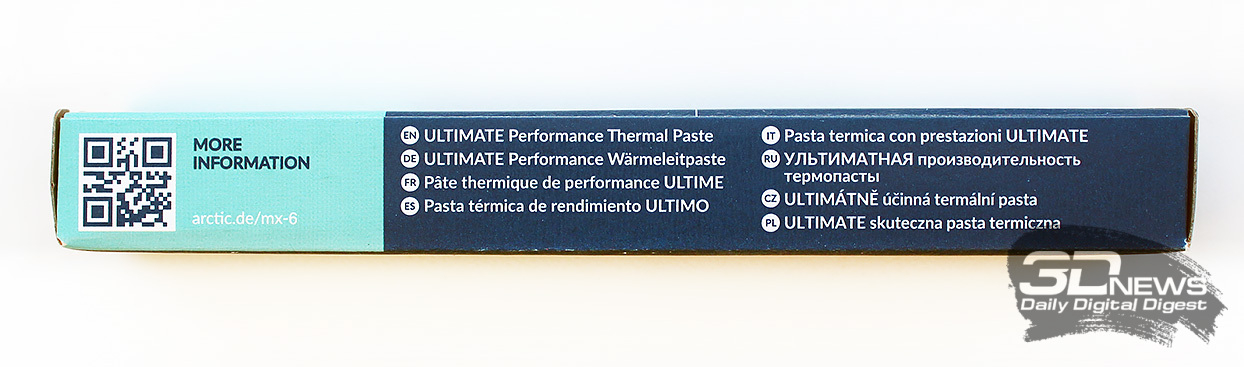 MORE
INFORMATION
arctic.de/mx-6
EN ULTIMATE Performance Thermal Paste
DE ULTIMATE Performance Wärmeleitpaste
FR Pâte thermique de performance ULTIME
ES Pasta térmica de rendimiento ULTIMO
IT Pasta termica con prestazioni ULTIMATE
RU УЛЬТИМАТНАЯ производительность
термопасты
CZ ULTIMÁTNĚ účinná termální pasta
PL ULTIMATE skuteczna pasta termiczna
3DNEWS
Daily Digital Digest